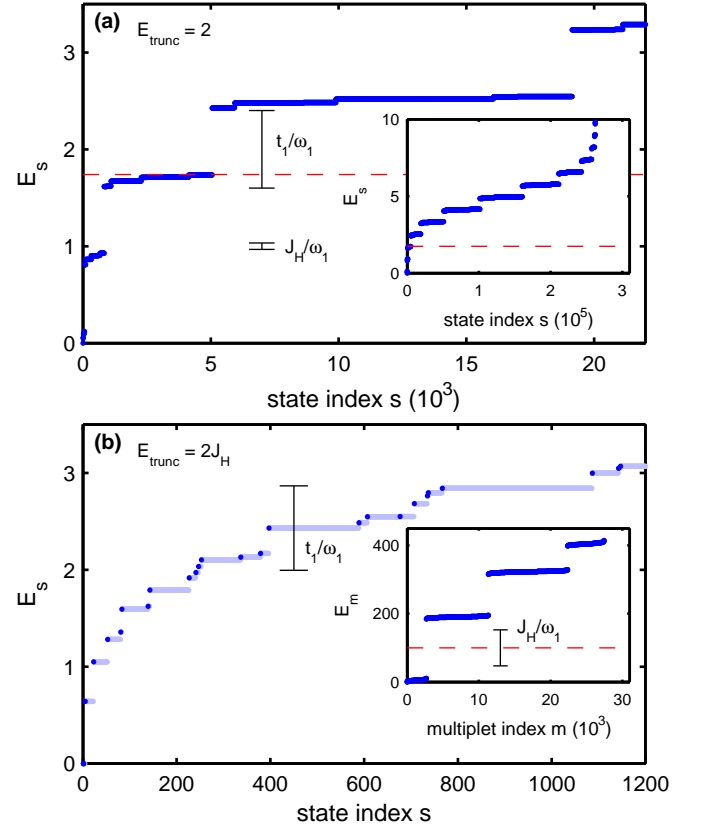 (a)
E_trunc = 2
3
2
1
0
E_s
t_1/ω_1
J_H/ω_1
0
5
10
15
20
state index s (10^3)
10
5
0
E_s
0
1
2
3
state index s (10^5)
(b)
E_trunc = 2J_H
3
2
1
0
E_s
t_1/ω_1
0
200
400
600
800
1000
1200
state index s
400
200
0
E_m
J_H/ω_1
0
10
20
30
multiplet index m (10^3)